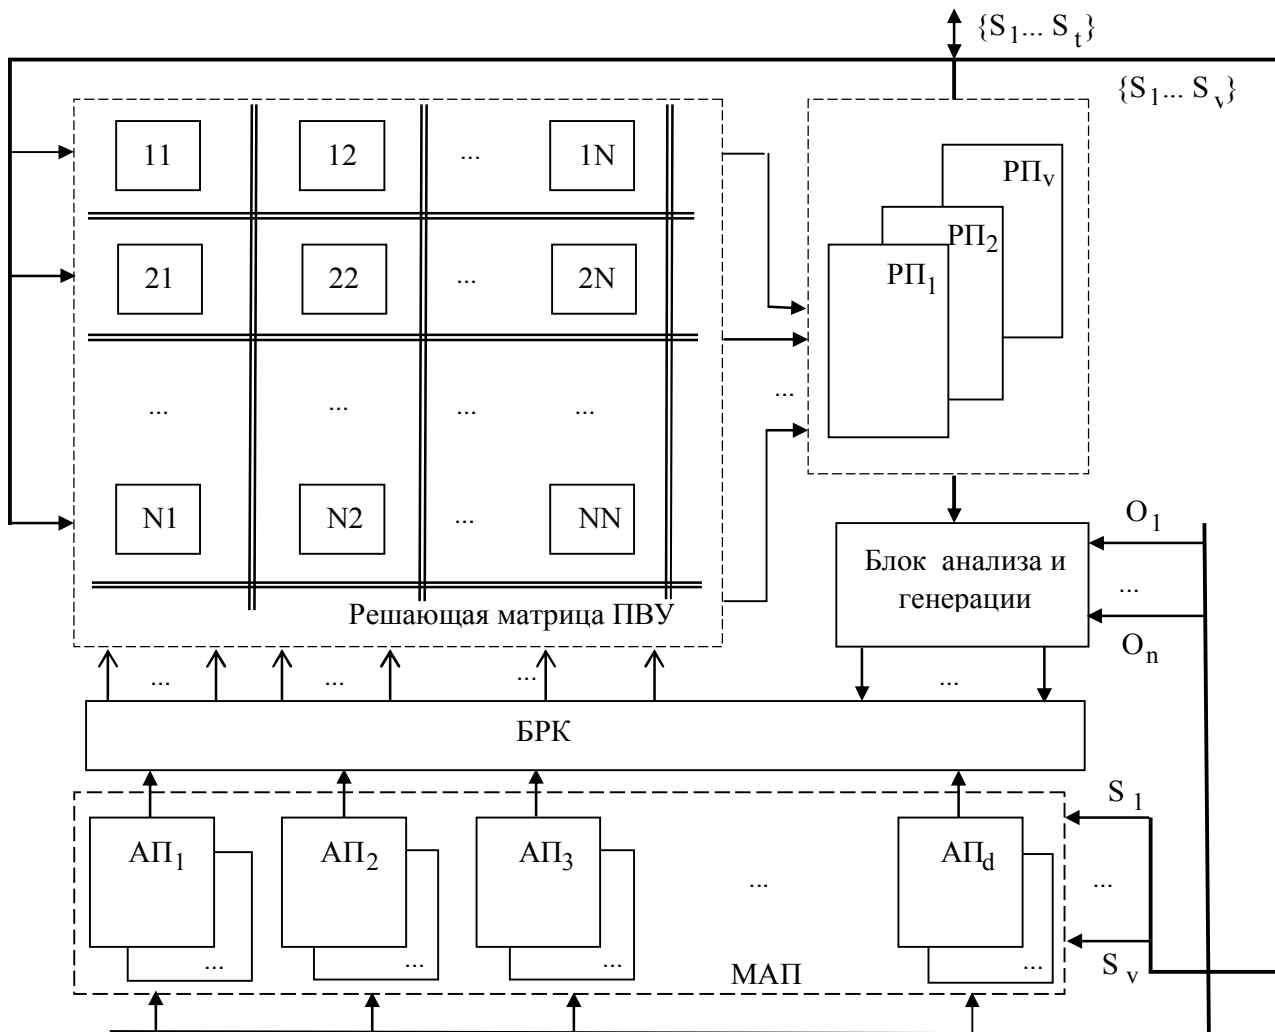 {S1... St}
{S1... Sv}
11 12 ... 1N
21 22 ... 2N
... ... ... ...
N1 N2 ... NN
Решающая матрица ПВУ
РПv
РП2
РП1
...
Блок анализа и
генерации
O1
...
On
... ... ... ...
БРК
АП1 АП2 АП3 ... АПd
... ... ... ...
МАП
S1
...
Sv